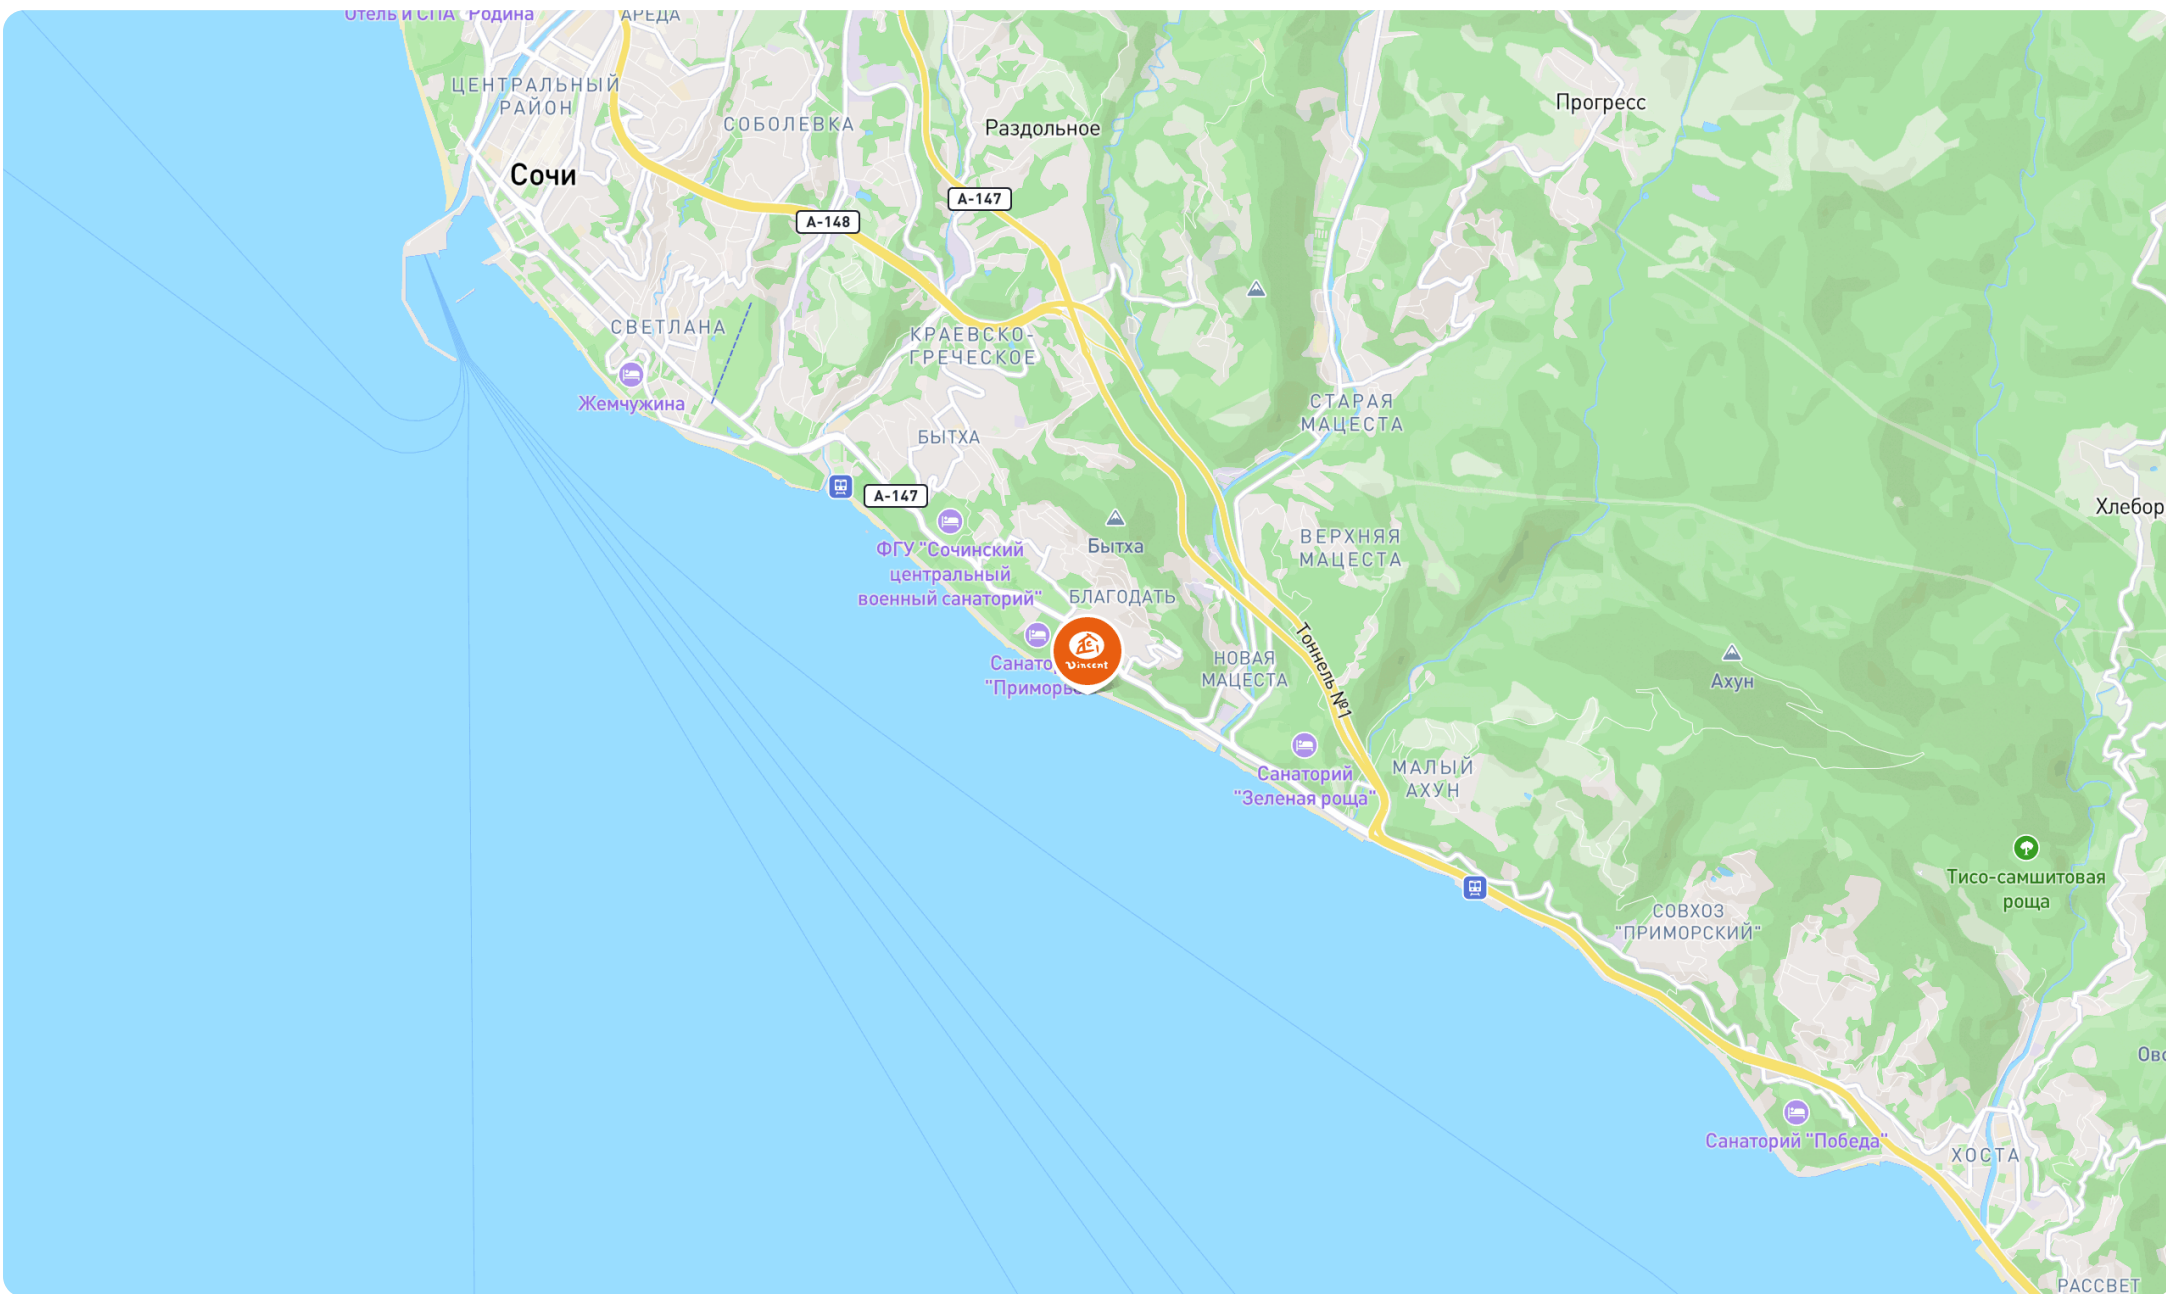 Отель и СПА "Родина
АРЕДА
ЦЕНТРАЛЬНЫЙ
РАЙОН
СОБОЛЕВКА
Раздольное
Прогресс
Сочи
А-147
А-148
СВЕТЛАНА
КРАЕВСКО-
ГРЕЧЕСКОЕ
Жемчужина
СТАРАЯ
МАЦЕСТА
БЫТХА
А-147
Хлебор
ФГУ "Сочинский
центральный
военный санаторий"
Бытха
ВЕРХНЯЯ
МАЦЕСТА
БЛАГОДАТЬ
Тоннель №1
Vincent
Санато
"Приморь
НОВАЯ
МАЦЕСТА
Ахун
Санаторий
"Зеленая роща"
МАЛЫЙ
АХУН
Тисо-самшитовая
роща
СОВХОЗ
"ПРИМОРСКИЙ"
Ово
Санаторий "Победа"
ХОСТА
РАССВЕТ